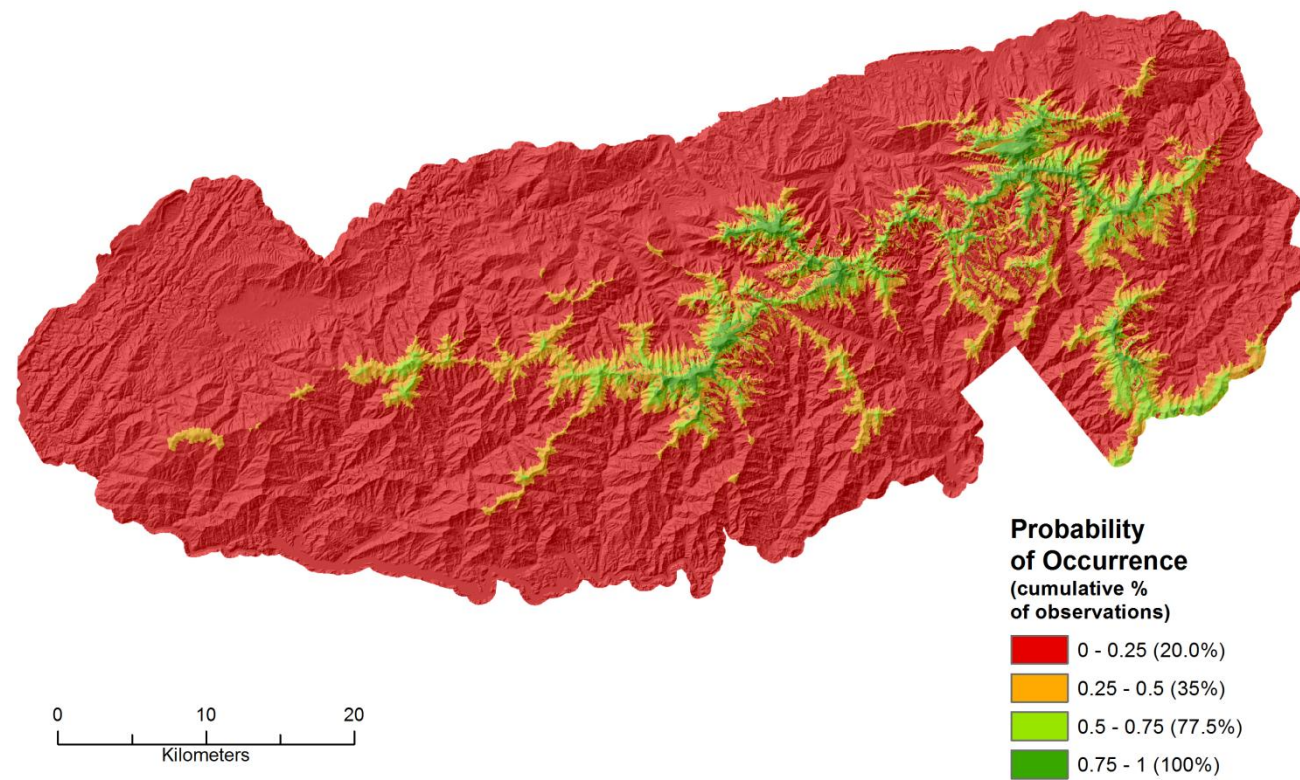 Probability
of Occurrence
(cumulative %
of observations)
0 - 0.25 (20.0%)
0.25 - 0.5 (35%)
0.5 - 0.75 (77.5%)
0.75 - 1 (100%)
0 10 20
Kilometers